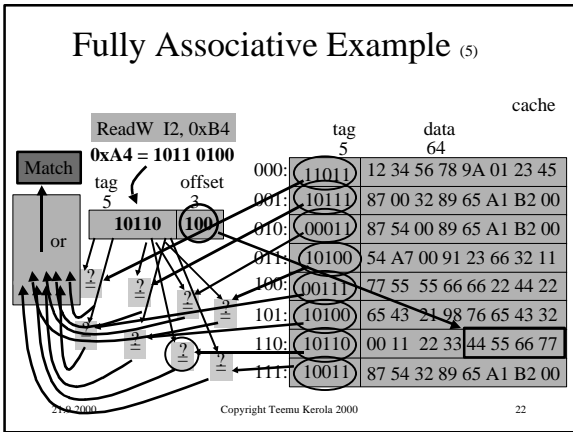 Fully Associative Example (5)
cache
ReadW I2, 0xB4
0xA4 = 1011 0100
Match
tag
5
offset
3
10110 100
or
tag
5
data
64
000: 11011 12 34 56 78 9A 01 23 45
001: 10111 87 00 32 89 65 A1 B2 00
010: 00011 87 54 00 89 65 A1 B2 00
011: 10100 54 A7 00 91 23 66 32 11
100: 00111 77 55 55 66 66 22 44 22
101: 10100 65 43 21 98 76 65 43 32
110: 10110 00 11 22 33 44 55 66 77
111: 10011 87 54 32 89 65 A1 B2 00
?
=
?
=
?
=
?
=
?
=
?
=
?
=
?
=
21.9.2000 Copyright Teemu Kerola 2000 22